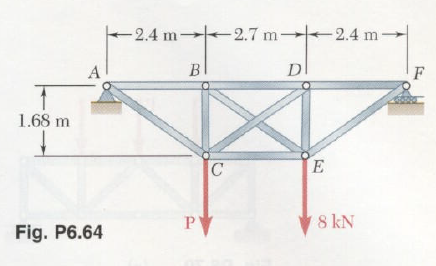 2.4 m 2.7 m 2.4 m
A B D F
1.68 m
C E
P 8 kN
Fig. P6.64